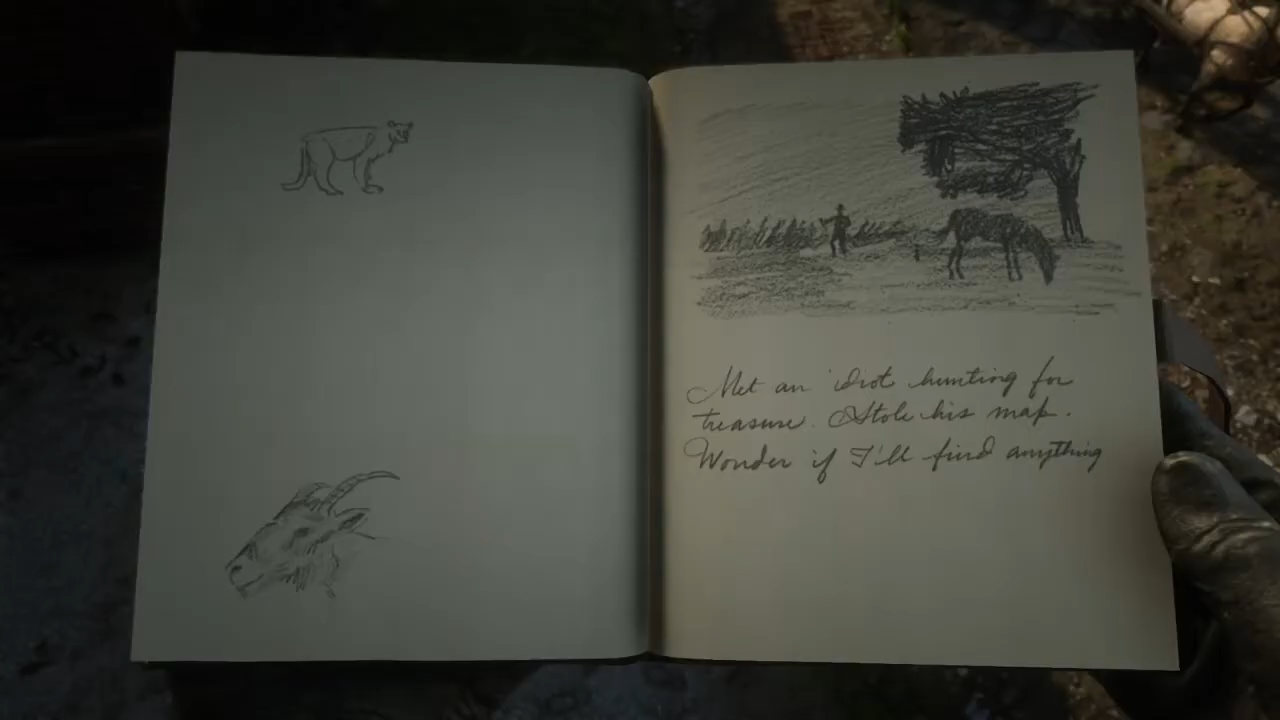 Met an idiot hunting for
treasure. Stole his map.
Wonder if I'll find anything